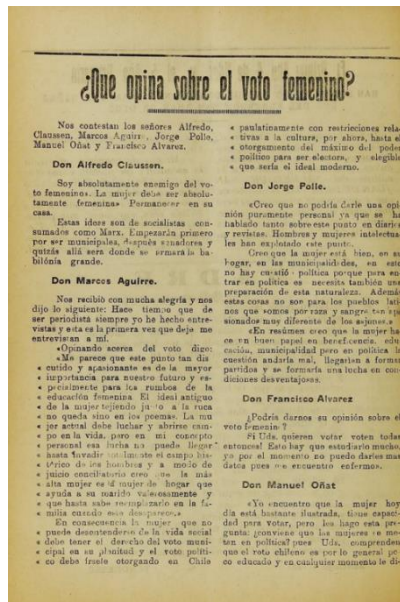 ¿Que opina sobre el voto femenino?
Nos contestan los señores Alfredo,
Claussen, Marcos Aguirre, Jorge Polle,
Manuel Oñat y Francisco Alvarez.
Don Alfredo Claussen.
Soy absolutamente enemigo del vo-
to femenino. La mujer debe ser absolu-
tamente femenina» Permanecer en su
casa.
Estas ideas son de socialistas con-
sumados como Marx. Empezarán primero
por ser municipales, después senadores y
quizás allá será donde se armará la ba-
bilónia grande.
Don Marcos Aguirre.
Nos recibió con mucha alegría y nos
dijo lo siguiente: Hace tiempo que de
ser periodista siempre yo he hecho entre-
vistas y esta es la primera vez que dejo me
entrevisten a mí.
«Opinando acerca del voto digo:
«Me parece que este punto tan dis
« cutido y apasionante es de la mayor
« importancia para nuestro futuro y es-
« pecialmente para los rumbos de la
« educación femenina El ideal antiguo
« de la mujer tejiendo junto a la ruca
« no queda sino en los poemas. La mu
« jer actual debe luchar y abrirse cam-
« po en la vida, pero en mi concepto
« personal esa lucha no puede llegar
« hasta invadir totalmente el campo his-
« tórico de los hombres y a modo de
« juicio conciliatorio creo que la más
« alta mujer es la mujer de hogar que
« ayuda a su marido valerosamente y
« que hasta sabe reemplazarlo en la fa-
« milia cuando este desaparece.»
En consecuencia la mujer que no
« puede desentenderse de la vida social
« debe tener el derecho del voto muni-
« cipal en su plenitud y el voto políti-
« co debe irsele otorgando en Chile
« paulatinamente con restricciones rela-
« tivas a la cultura, por ahora, hasta el
« otorgamiento del máximo del poder
« político para ser electora, y elegible
« que sería el ideal moderno.
Don Jorge Polle.
«Creo que no podría darle una opi-
nión puramente personal ya que se ha
hablado tanto sobre este punto en diarios
y revistas. Hombres y mujeres intelectua-
les han explotado este punto.
Creo que la mujer está bien, en su
hogar, en las municipalidades, en esto
no hay cuestión política porque para en-
trar en política se necesita también una
preparación de esta naturaleza. Además
estas cosas no son para los pueblos lati-
nos que somos por raza y sangre tan apa-
sionados muy diferente de los sajones.»
«En resúmen creo que la mujer ha-
ce un buen papel en beneficencia, edu-
cación, municipalidad pero en política la
cuestión andaría mal, llegarían a formar
partidos y se formaría una lucha en con-
diciones desventajosas.
Don Francisco Alvarez
¿Podría darnos su opinión sobre el
voto femenino?
Si Uds. quieren votar voten todas
entonces! Esto hay que estudiarlo mucho,
yo por el momento no puedo darles mas
datos pues me encuentro enfermo.
Don Manuel Oñat
«Yo encuentro que la mujer hoy
día está bastante ilustrada, tiene capaci-
dad para votar, pero les hago esta pre-
gunta: ¿conviene que las mujeres se me-
tan en política? pues Uds. comprenden
que el roto chileno es por lo general po-
co educado y en cualquier momento le di-